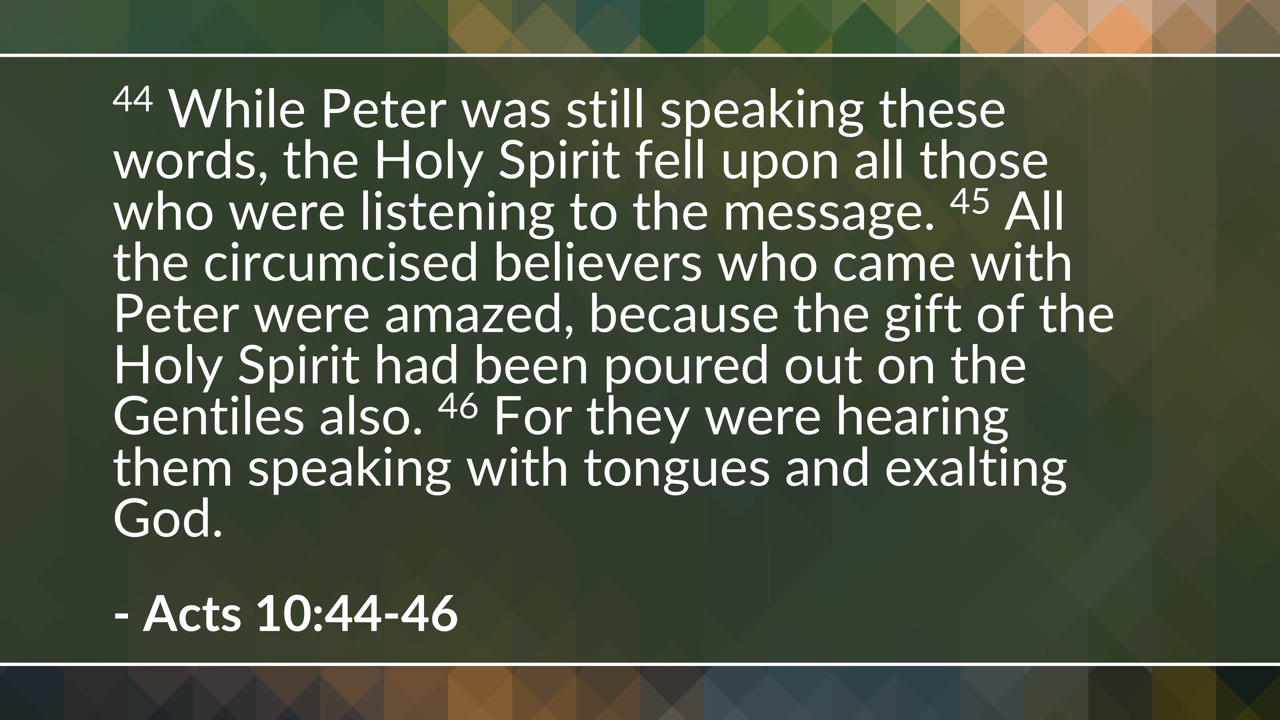 44 While Peter was still speaking these
words, the Holy Spirit fell upon all those
who were listening to the message. 45 All
the circumcised believers who came with
Peter were amazed, because the gift of the
Holy Spirit had been poured out on the
Gentiles also. 46 For they were hearing
them speaking with tongues and exalting
God.
- Acts 10:44-46